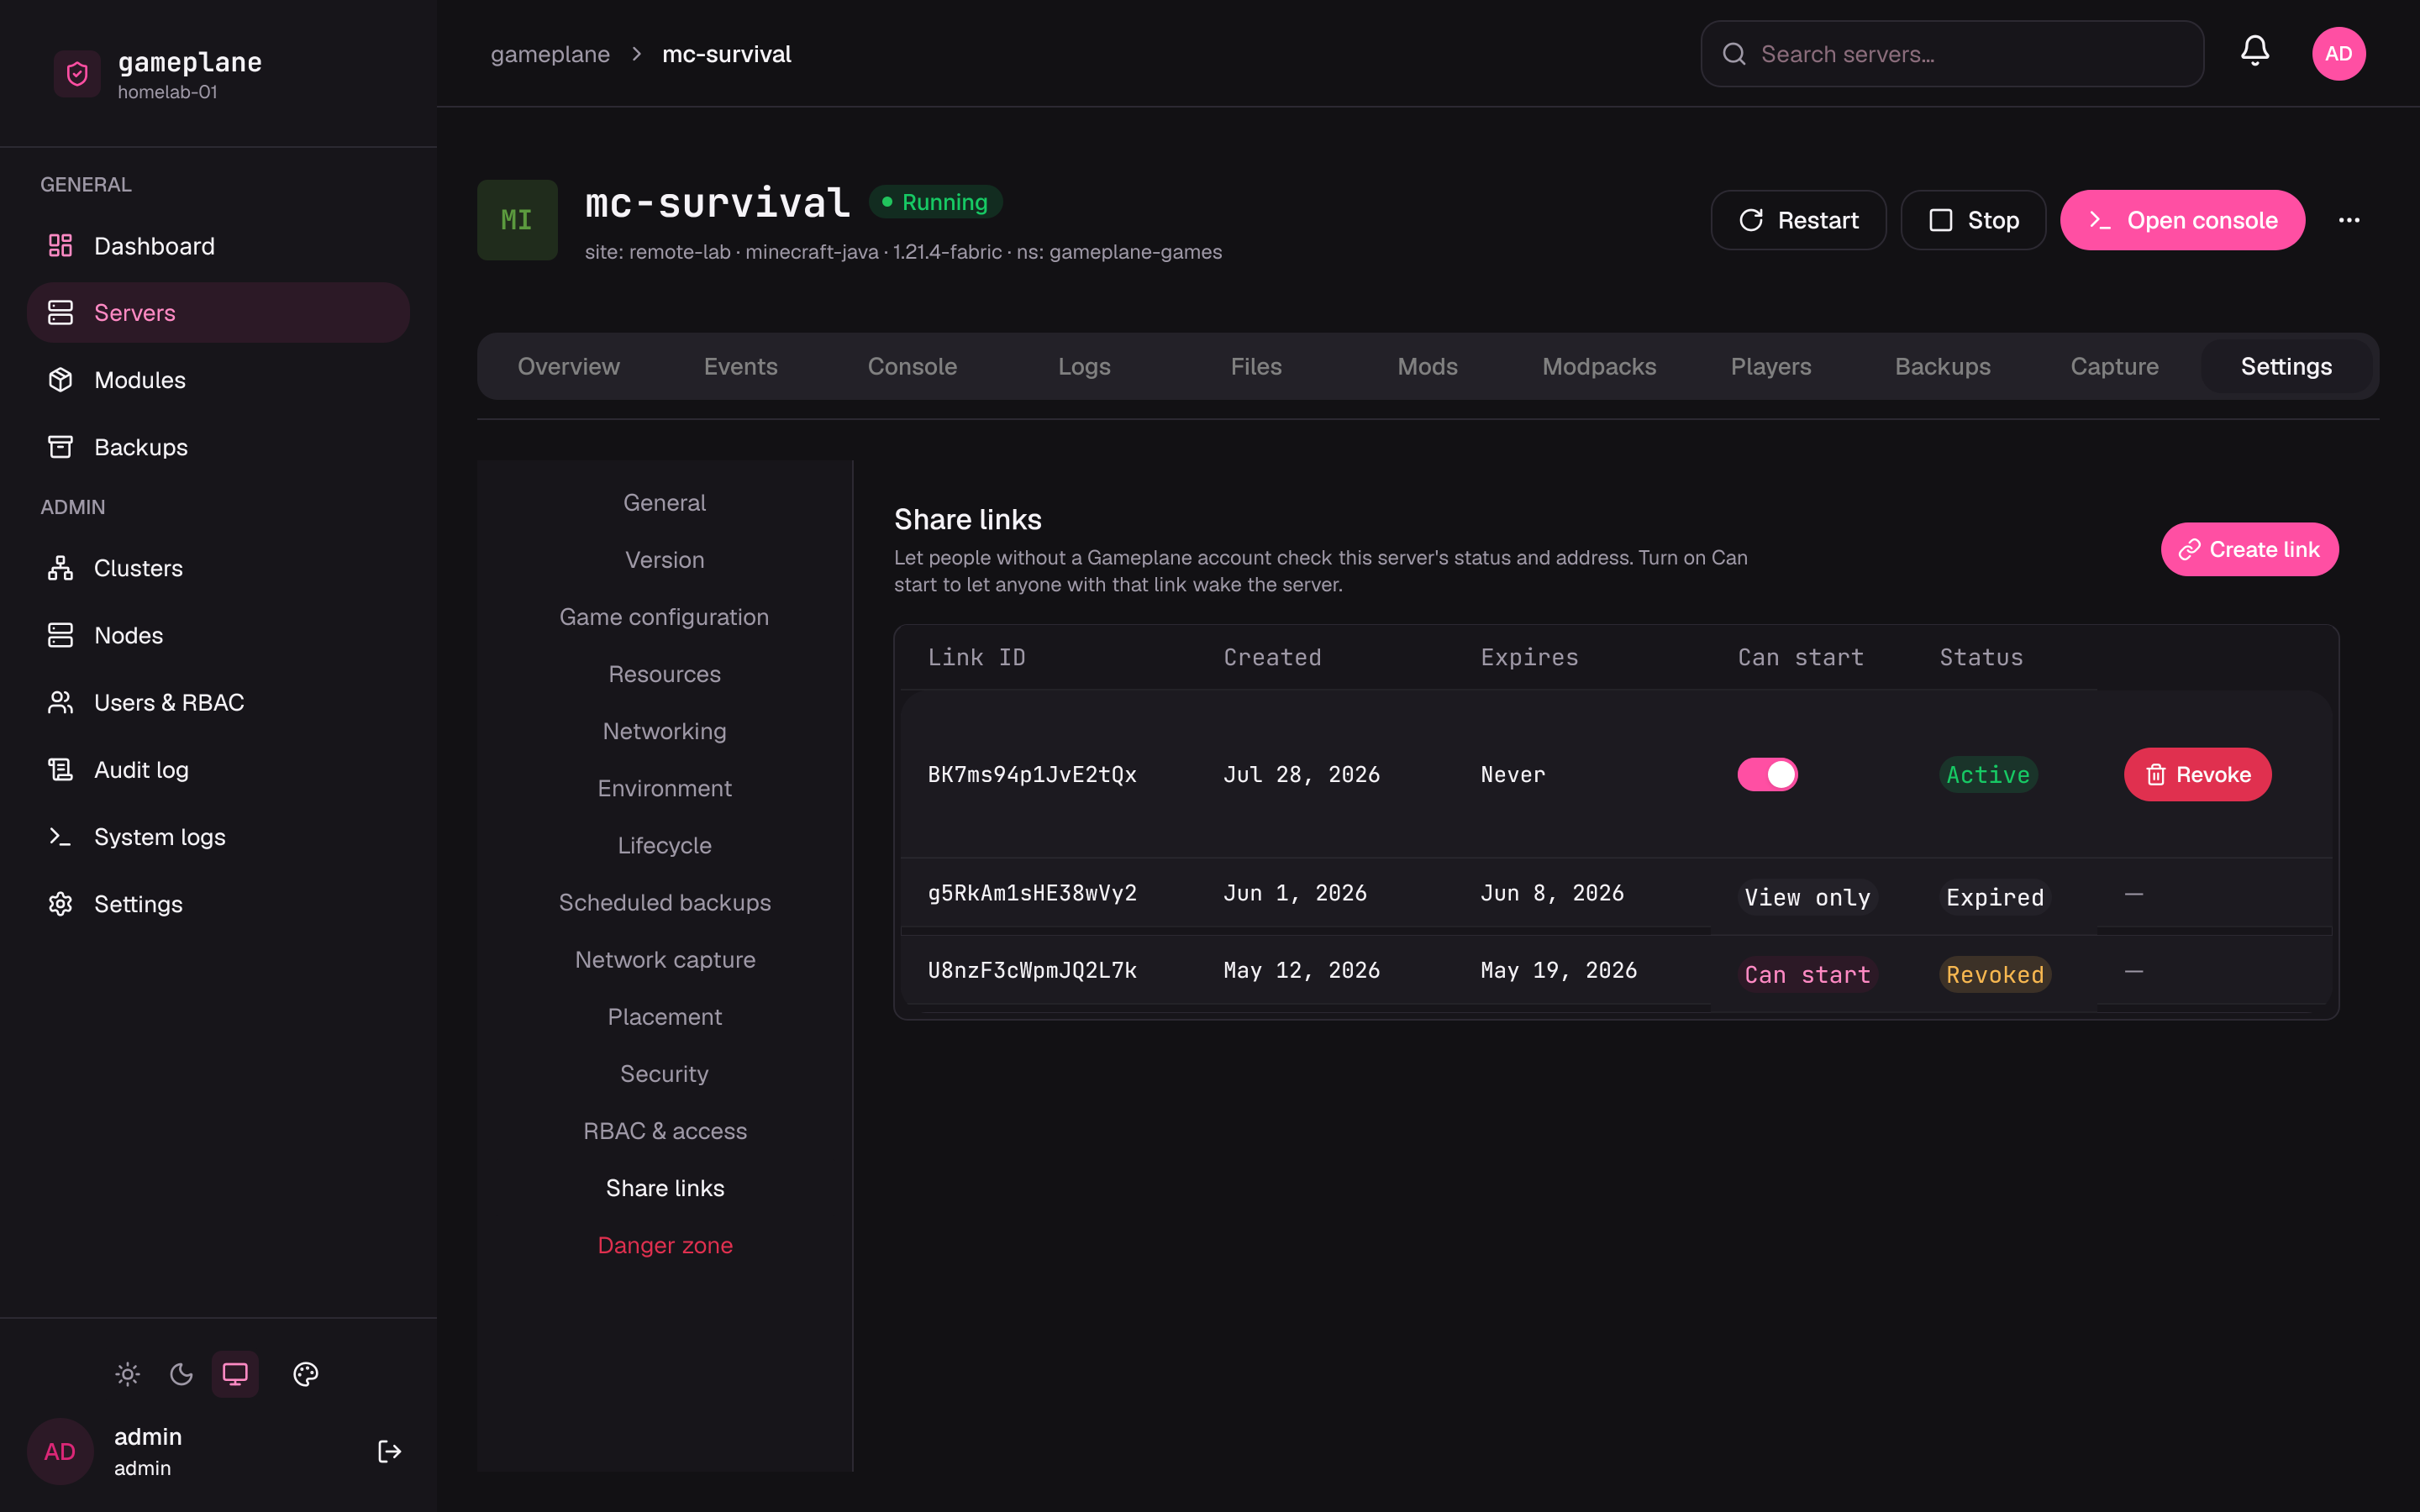 gameplane
homelab-01
GENERAL
Dashboard
Servers
Modules
Backups
ADMIN
Clusters
Nodes
Users & RBAC
Audit log
System logs
Settings
AD
admin
admin
gameplane
mc-survival
Search servers...
AD
MI
mc-survival
Running
site: remote-lab · minecraft-java · 1.21.4-fabric · ns: gameplane-games
Restart
Stop
Open console
Overview
Events
Console
Logs
Files
Mods
Modpacks
Players
Backups
Capture
Settings
General
Version
Game configuration
Resources
Networking
Environment
Lifecycle
Scheduled backups
Network capture
Placement
Security
RBAC & access
Share links
Danger zone
Share links
Let people without a Gameplane account check this server's status and address. Turn on Can
start to let anyone with that link wake the server.
Create link
Link ID Created Expires Can start Status
BK7ms94p1JvE2tQx Jul 28, 2026 Never Active Revoke
g5RkAm1sHE38wVy2 Jun 1, 2026 Jun 8, 2026 View only Expired —
U8nzF3cWpmJQ2L7k May 12, 2026 May 19, 2026 Can start Revoked —